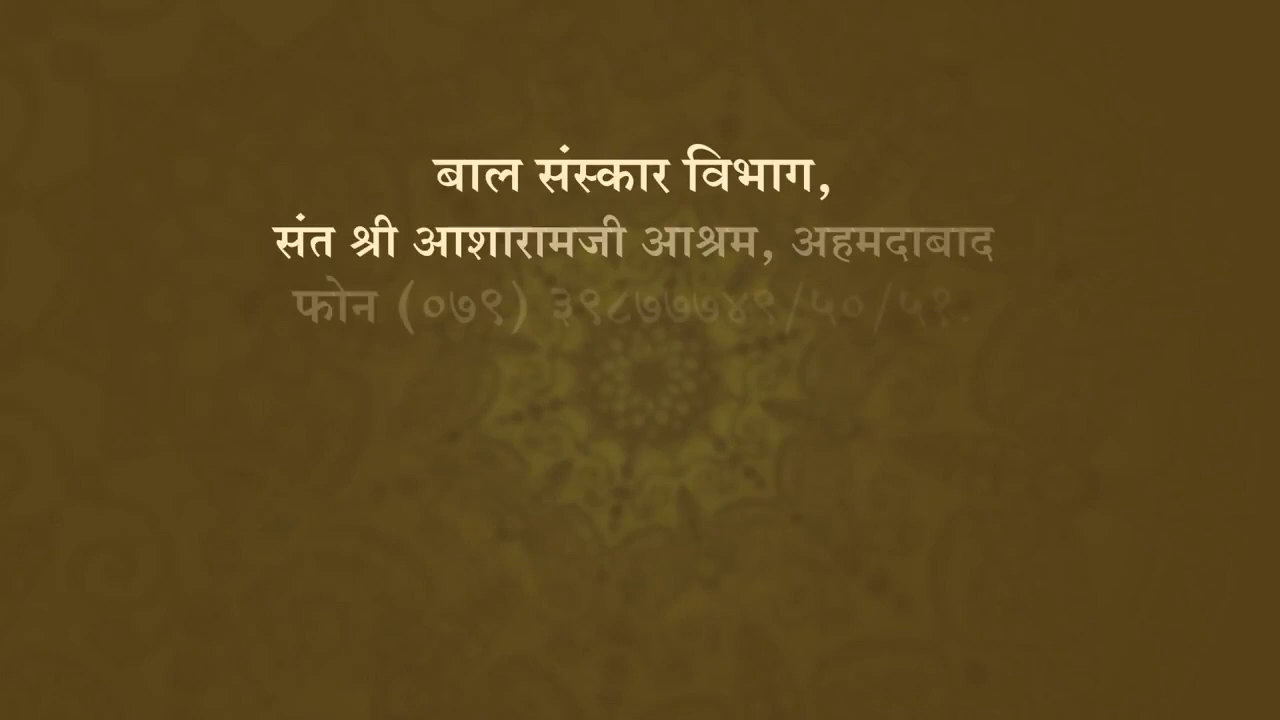 बाल संस्कार विभाग,
संत श्री आशारामजी आश्रम, अहमदाबाद
फोन (०७९) ३९८७७७४९/५०/५१.